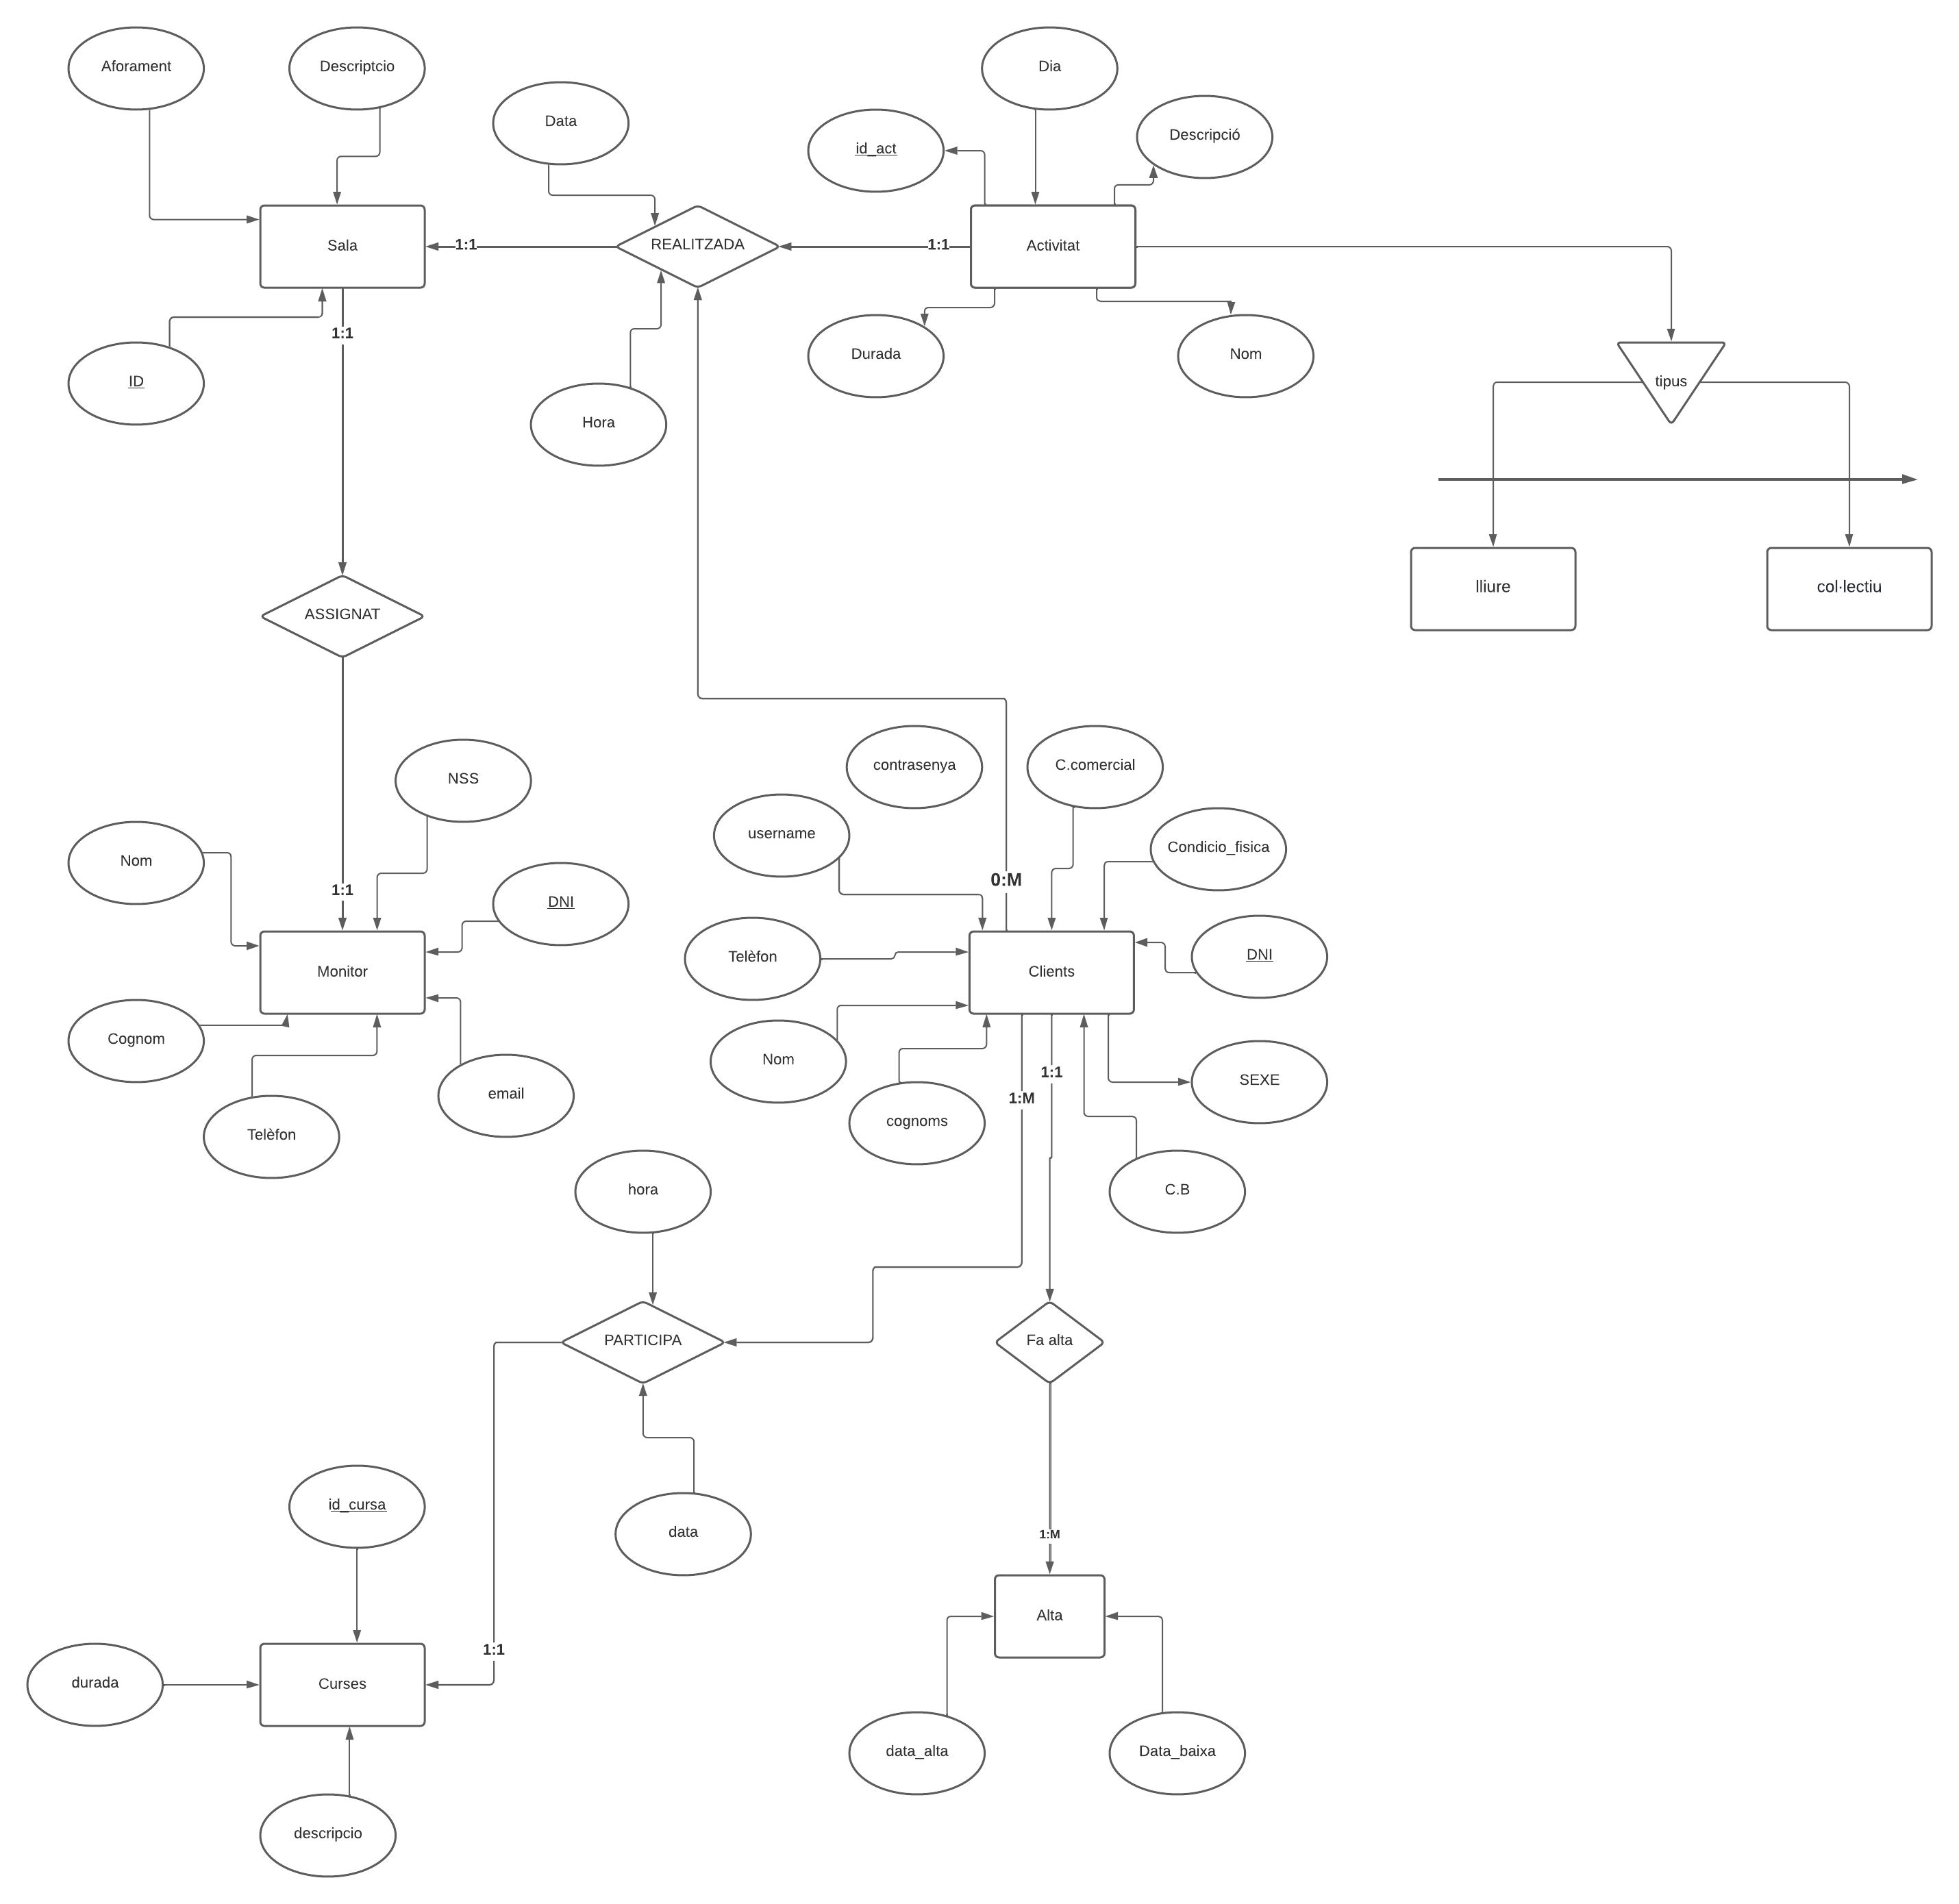 Aforament
Descriptcio
Dia
Data
Descripció
id_act
Sala
1:1
REALITZADA
1:1
Activitat
1:1
Durada
Nom
tipus
ID
Hora
lliure
col·lectiu
ASSIGNAT
NSS
contrasenya
C.comercial
username
Condicio_fisica
Nom
0:M
1:1
DNI
Telèfon
DNI
Monitor
Clients
Cognom
Nom
1:1
SEXE
email
1:M
cognoms
Telèfon
hora
C.B
PARTICIPA
Fa alta
id_cursa
data
1:M
Alta
1:1
durada
Curses
data_alta
Data_baixa
descripcio